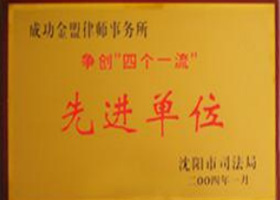 成功金盟律师事务所
争创"四个一流"
先进单位
沈阳市司法局
二00四年一月